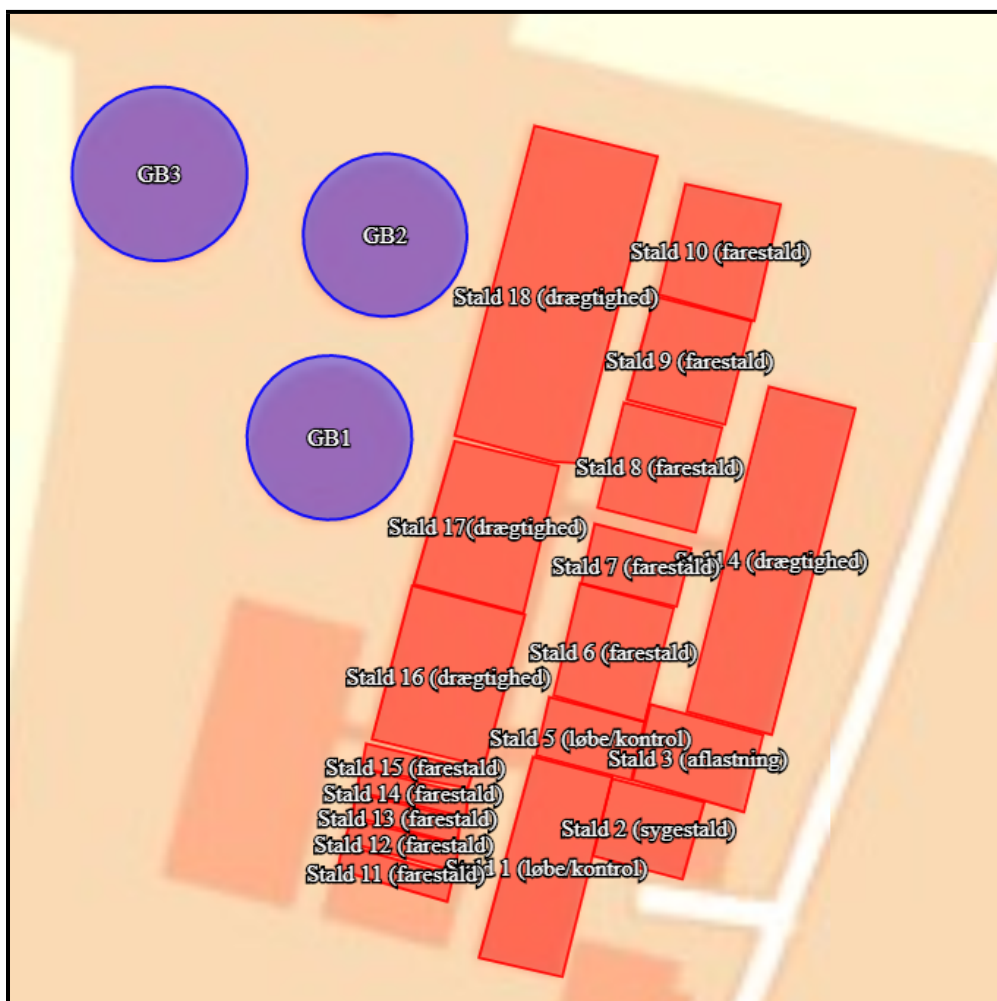 GB3
GB2
Stald 10 (farestald)
Stald 18 (drægtighed)
Stald 9 (farestald)
GB1
Stald 8 (farestald)
Stald 17(drægtighed)
Stald 4 (drægtighed)
Stald 7 (farestald)
Stald 6 (farestald)
Stald 16 (drægtighed)
Stald 5 (løbe/kontrol)
Stald 3 (aflastning)
Stald 15 (farestald)
Stald 14 (farestald)
Stald 13 (farestald)
Stald 2 (sygestald)
Stald 12 (farestald)
Stald 1 (løbe/kontrol)
Stald 11 (farestald)